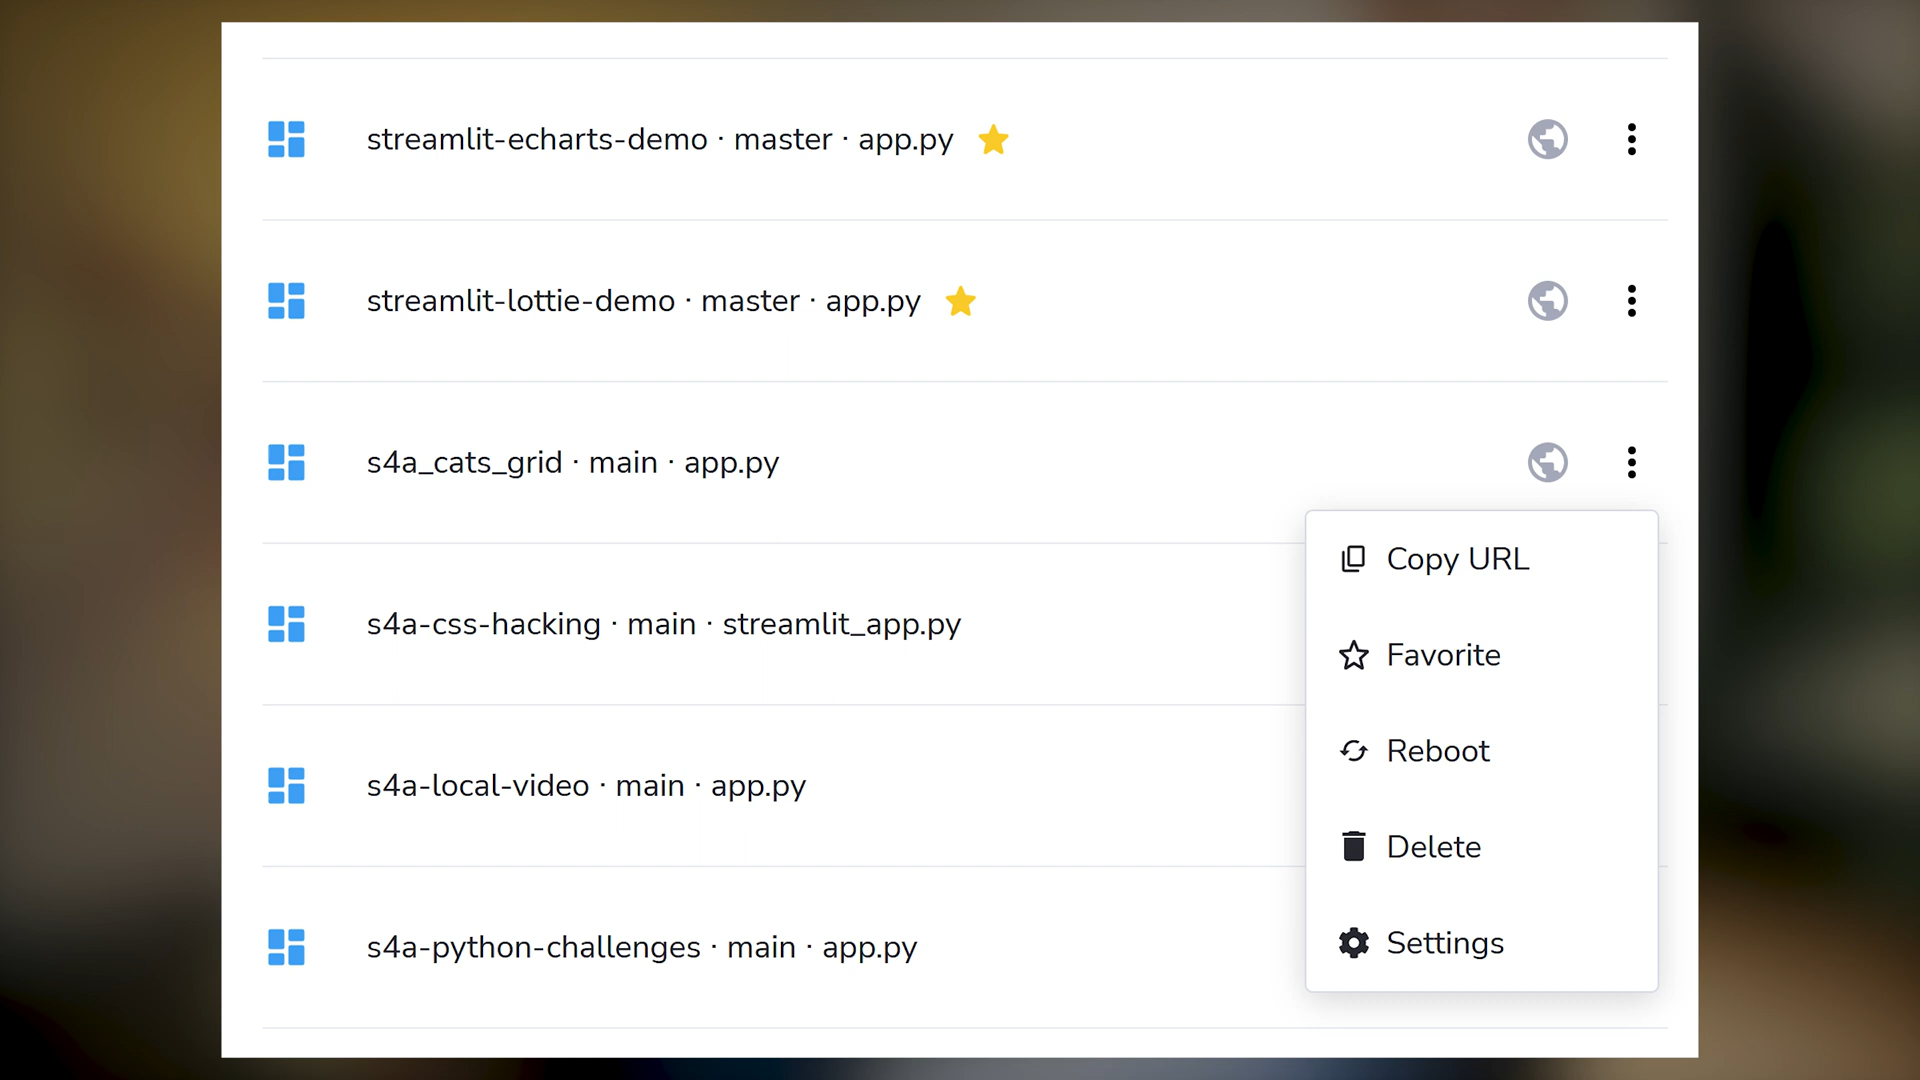 streamlit-echarts-demo · master · app.py
streamlit-lottie-demo · master · app.py
s4a_cats_grid · main · app.py
Copy URL
s4a-css-hacking · main · streamlit_app.py
Favorite
Reboot
s4a-local-video · main · app.py
Delete
s4a-python-challenges · main · app.py
Settings